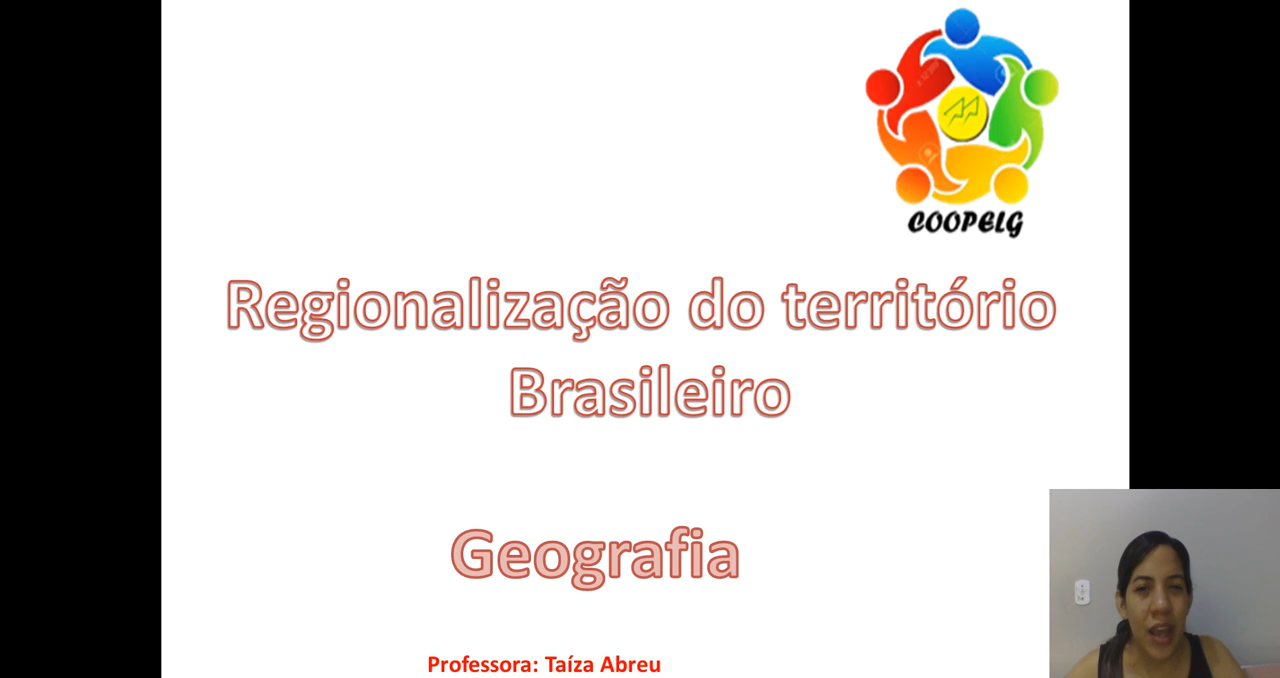 COOPELG
Regionalização do território
Brasileiro
Geografia
Professora: Taíza Abreu